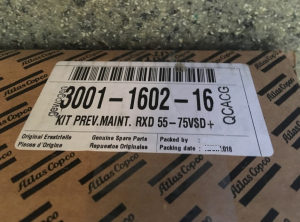 Atlas Copco
3001-1602-16
KIT PREV.MAINT. RXD 55-75VSD+
QCACG
Original Ersatzteile
Pièces d'Origine
Genuine Spare Parts
Repuestos Originales
Packed by :
Packing date :
Atlas Copco
Atlas Copco
Atlas Copco